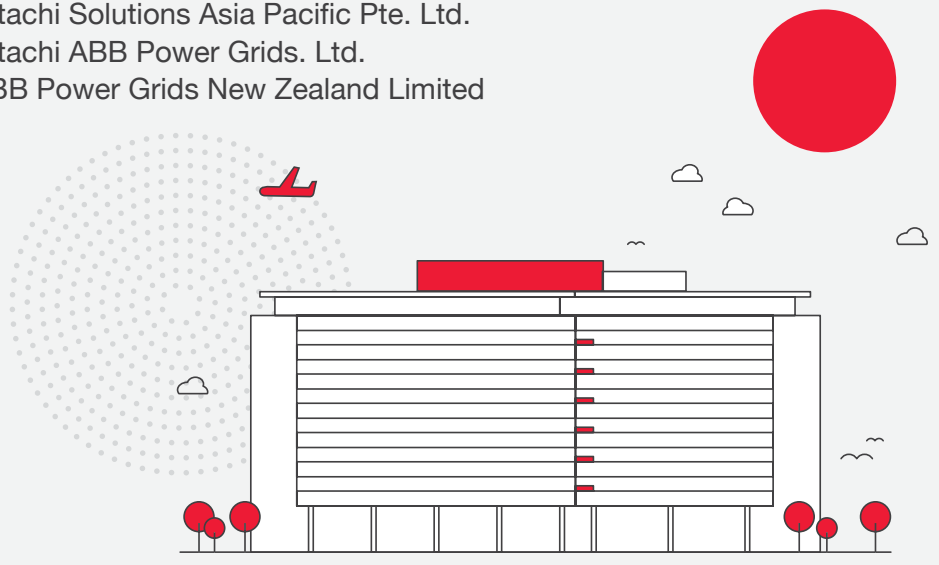 tachi Solutions Asia Pacific Pte. Ltd.
tachi ABB Power Grids. Ltd.
BB Power Grids New Zealand Limited